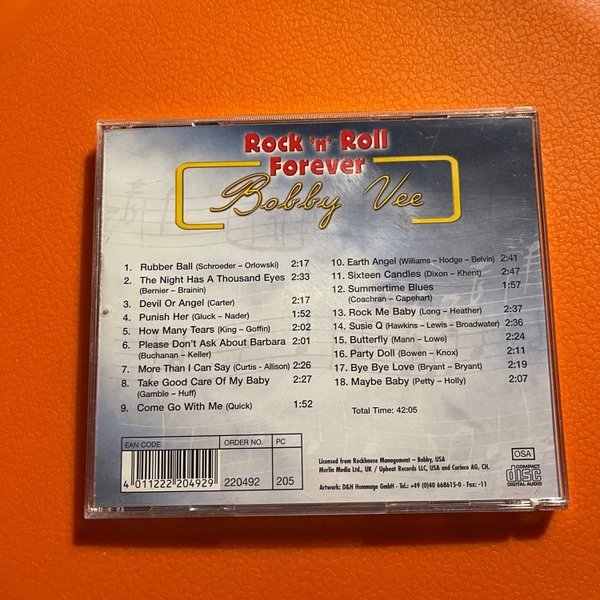 Rock 'n' Roll
Forever
Bobby Vee
1. Rubber Ball (Schroeder – Orlowski) 2:17
2. The Night Has A Thousand Eyes 2:33
(Bernier – Brainin)
3. Devil Or Angel (Carter) 2:17
4. Punish Her (Gluck – Nader) 1:52
5. How Many Tears (King – Goffin) 2:02
6. Please Don't Ask About Barbara 2:01
(Buchanan – Keller)
7. More Than I Can Say (Curtis - Allison) 2:26
8. Take Good Care Of My Baby 2:27
(Gamble – Huff)
9. Come Go With Me (Quick) 1:52
10. Earth Angel (Williams – Hodge – Belvin) 2:41
11. Sixteen Candles (Dixon – Khent) 2:47
12. Summertime Blues 1:57
(Coachran – Capehart)
13. Rock Me Baby (Long – Heather) 2:37
14. Susie Q (Hawkins – Lewis – Broadwater) 2:36
15. Butterfly (Mann – Lowe) 2:24
16. Party Doll (Bowen – Knox) 2:11
17. Bye Bye Love (Bryant – Bryant) 2:19
18. Maybe Baby (Petty – Holly) 2:07
Total Time: 42:05
EAN CODE ORDER NO. PC
4 011222 204929 220492 205
Licensed from Rockhouse Management – Bobby, USA
Merlin Media Ltd., UK / Upbeat Records LLC, USA and Carinco AG, CH.
Artwork: D&H Hommage GmbH - Tel.: +49 (0)40 668615-0 - Fax: -11
OSA
COMPACT
disc
DIGITAL AUDIO